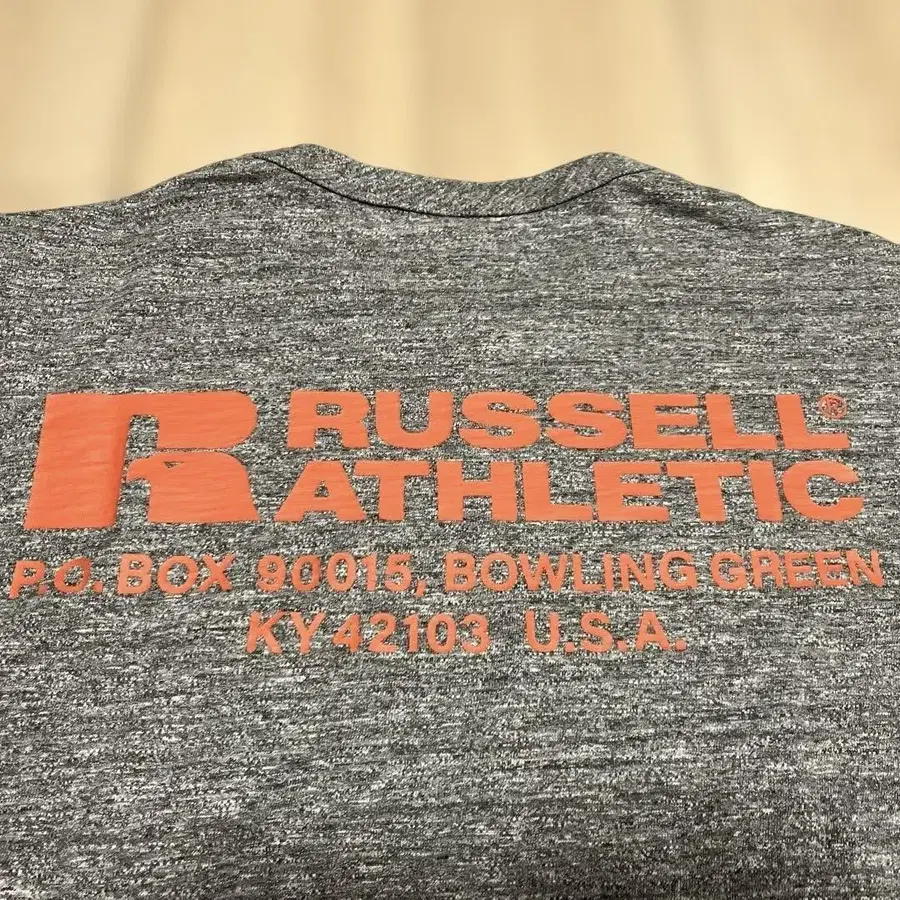 RUSSELL®
ATHLETIC
P.O. BOX 90015, BOWLING GREEN
KY 42103 U.S.A.